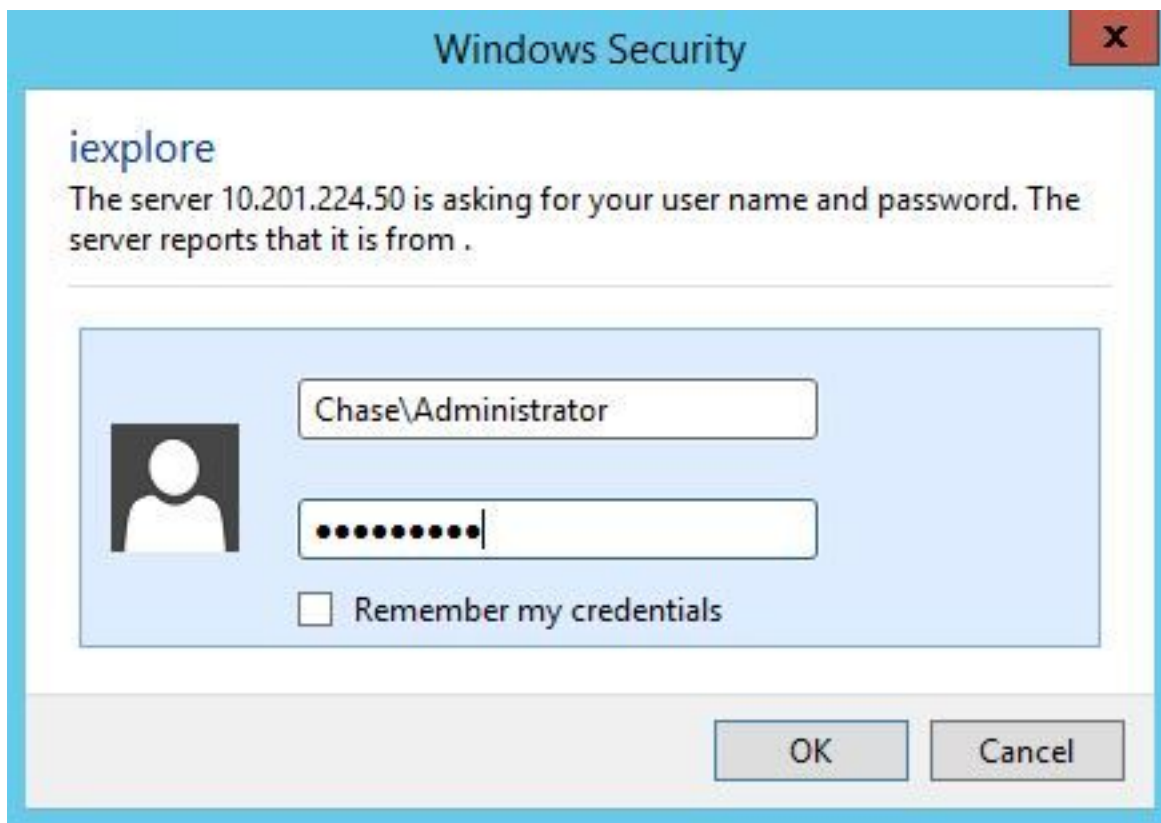 Windows Security
x
iexplore
The server 10.201.224.50 is asking for your user name and password. The
server reports that it is from .
Chase\Administrator
●●●●●●●●●
Remember my credentials
OK
Cancel